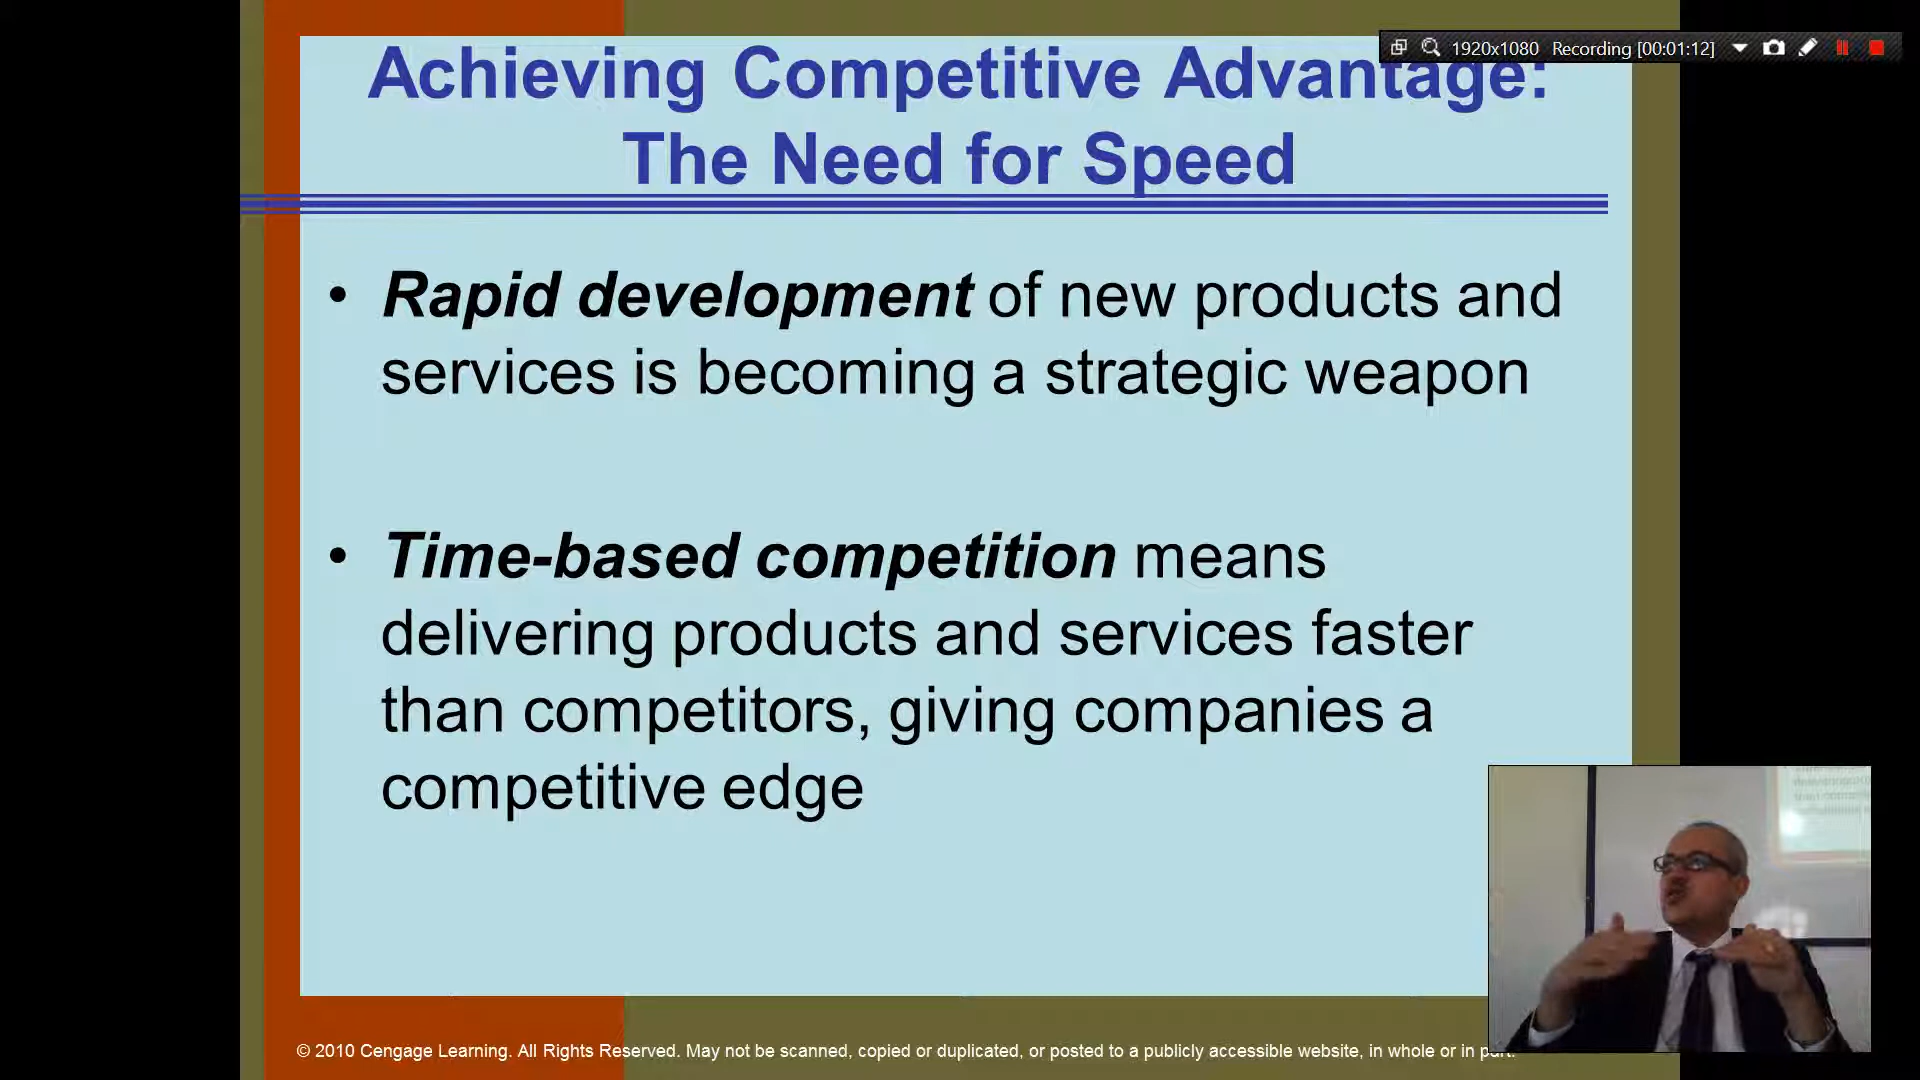 Achieving Competitive Advantage:
1920x1080 Recording [00:01:12]
The Need for Speed
• Rapid development of new products and
services is becoming a strategic weapon
• Time-based competition means
delivering products and services faster
than competitors, giving companies a
competitive edge
© 2010 Cengage Learning. All Rights Reserved. May not be scanned, copied or duplicated, or posted to a publicly accessible website, in whole or in part.